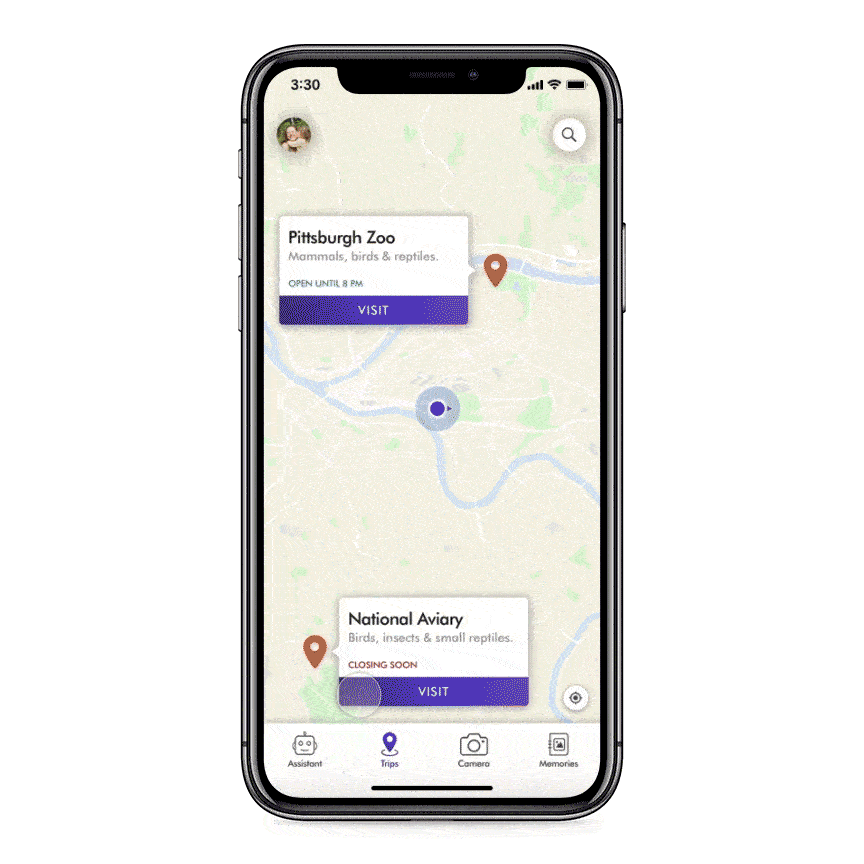 3:30
Pittsburgh Zoo
Mammals, birds & reptiles.
OPEN UNTIL 8 PM
VISIT
National Aviary
Birds, insects & small reptiles.
CLOSING SOON
VISIT
Assistant
Trips
Camera
Memories